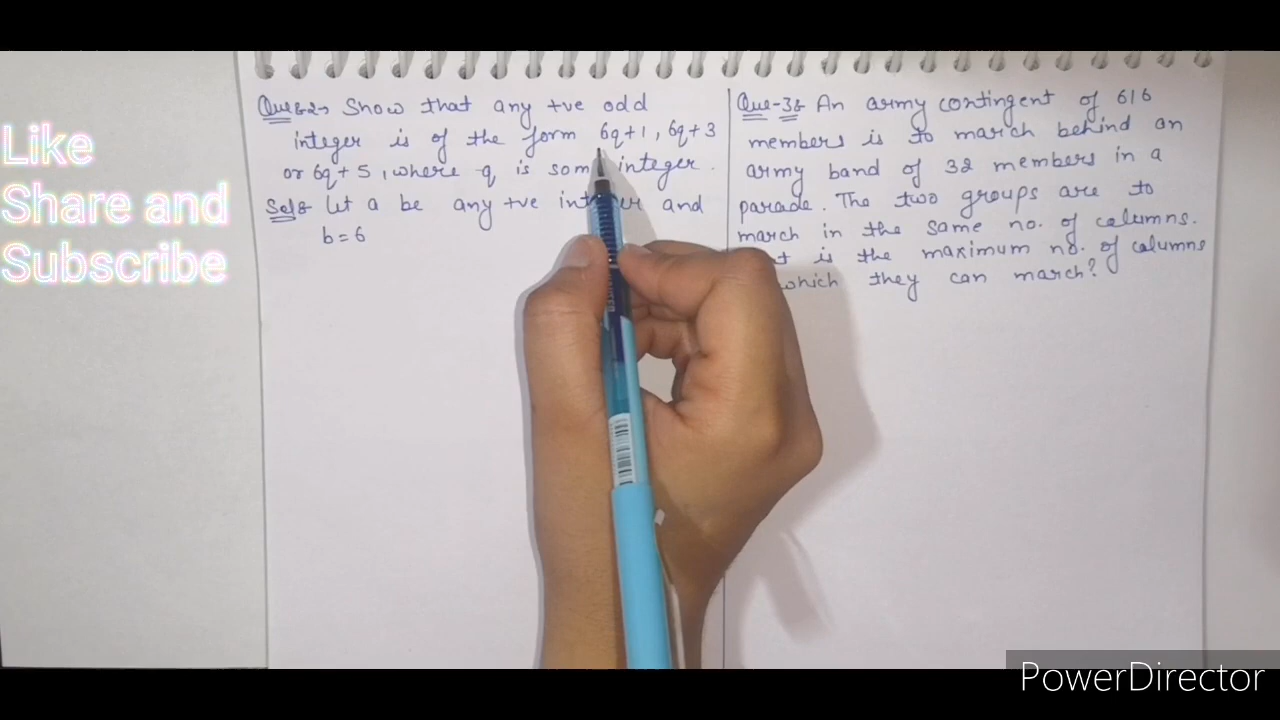 Like
Share and
Subscribe
Que:2→ Show that any +ve odd
integer is of the form 6q+1, 6q+3
or 6q+5, where q is some integer.
Sol: Let a be any +ve and
b=6
Que-3: An army contingent of 616
members is to march behind an
army band of 32 members in a
parade. The two groups are to
march in the same no. of columns.
is the maximum no. of columns
which they can march?
PowerDirector